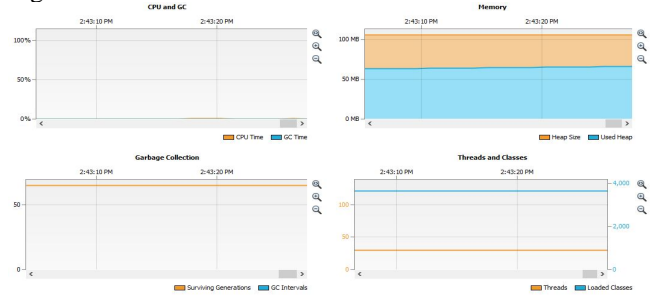 CPU and GC
2:43:10 PM 2:43:20 PM
100%
50%
0%
CPU Time GC Time
Memory
2:43:10 PM 2:43:20 PM
100 MB
50 MB
0 MB
Heap Size Used Heap
Garbage Collection
2:43:10 PM 2:43:20 PM
50
0
Surviving Generations GC Intervals
Threads and Classes
2:43:10 PM 2:43:20 PM
100 4,000
50 2,000
0 0
Threads Loaded Classes